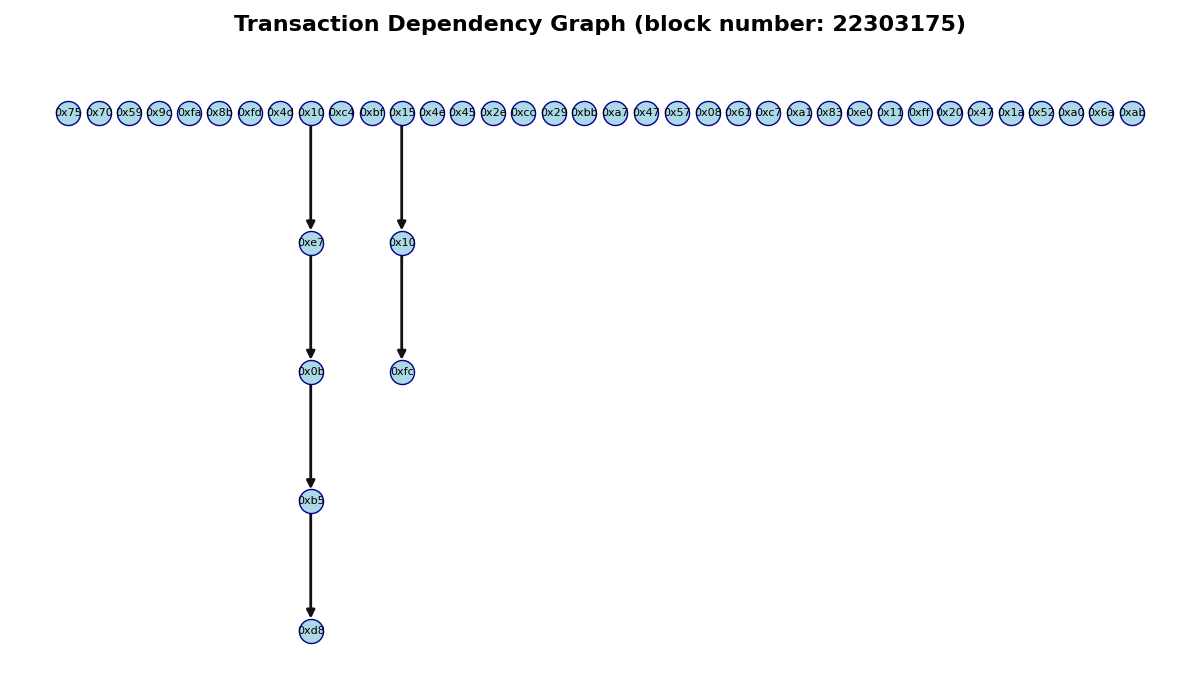 Transaction Dependency Graph (block number: 22303175)
0x75 0x70 0x59 0x9c 0xfa 0x8b 0xfd 0x4d 0x10 0xc4 0xbf 0x15 0x4e 0x45 0x2e 0xcc 0x29 0xbb 0xa7 0x47 0x57 0x08 0x61 0xc7 0xa1 0x83 0xe0 0x11 0xff 0x20 0x47 0x1a 0x52 0xa0 0x6a 0xab
0xe7 0x10
0x0b 0xfc
0xb5
0xd8